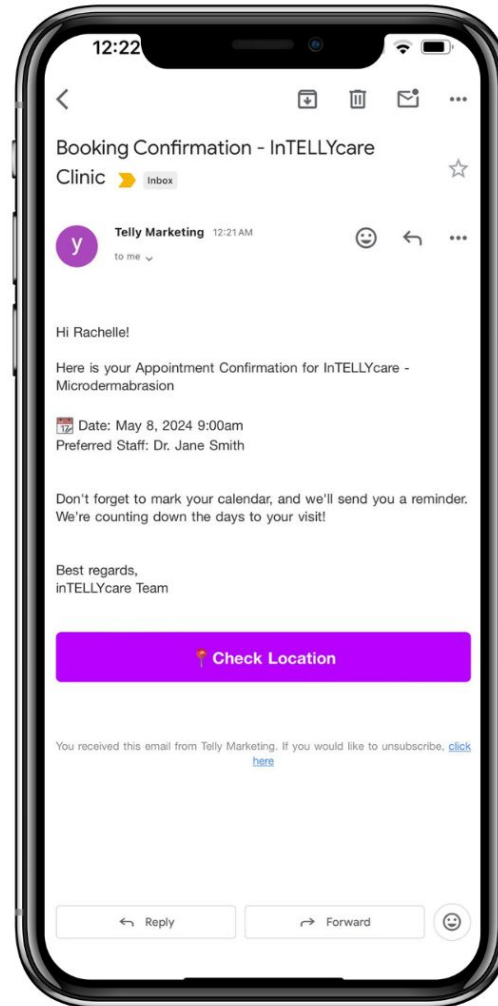 12:22
Booking Confirmation - InTELLYcare
Clinic Inbox
y
Telly Marketing 12:21 AM
to me
Hi Rachelle!
Here is your Appointment Confirmation for InTELLYcare -
Microdermabrasion
📆 Date: May 8, 2024 9:00am
Preferred Staff: Dr. Jane Smith
Don't forget to mark your calendar, and we'll send you a reminder.
We're counting down the days to your visit!
Best regards,
inTELLYcare Team
📍Check Location
You received this email from Telly Marketing. If you would like to unsubscribe, click
here
Reply
Forward